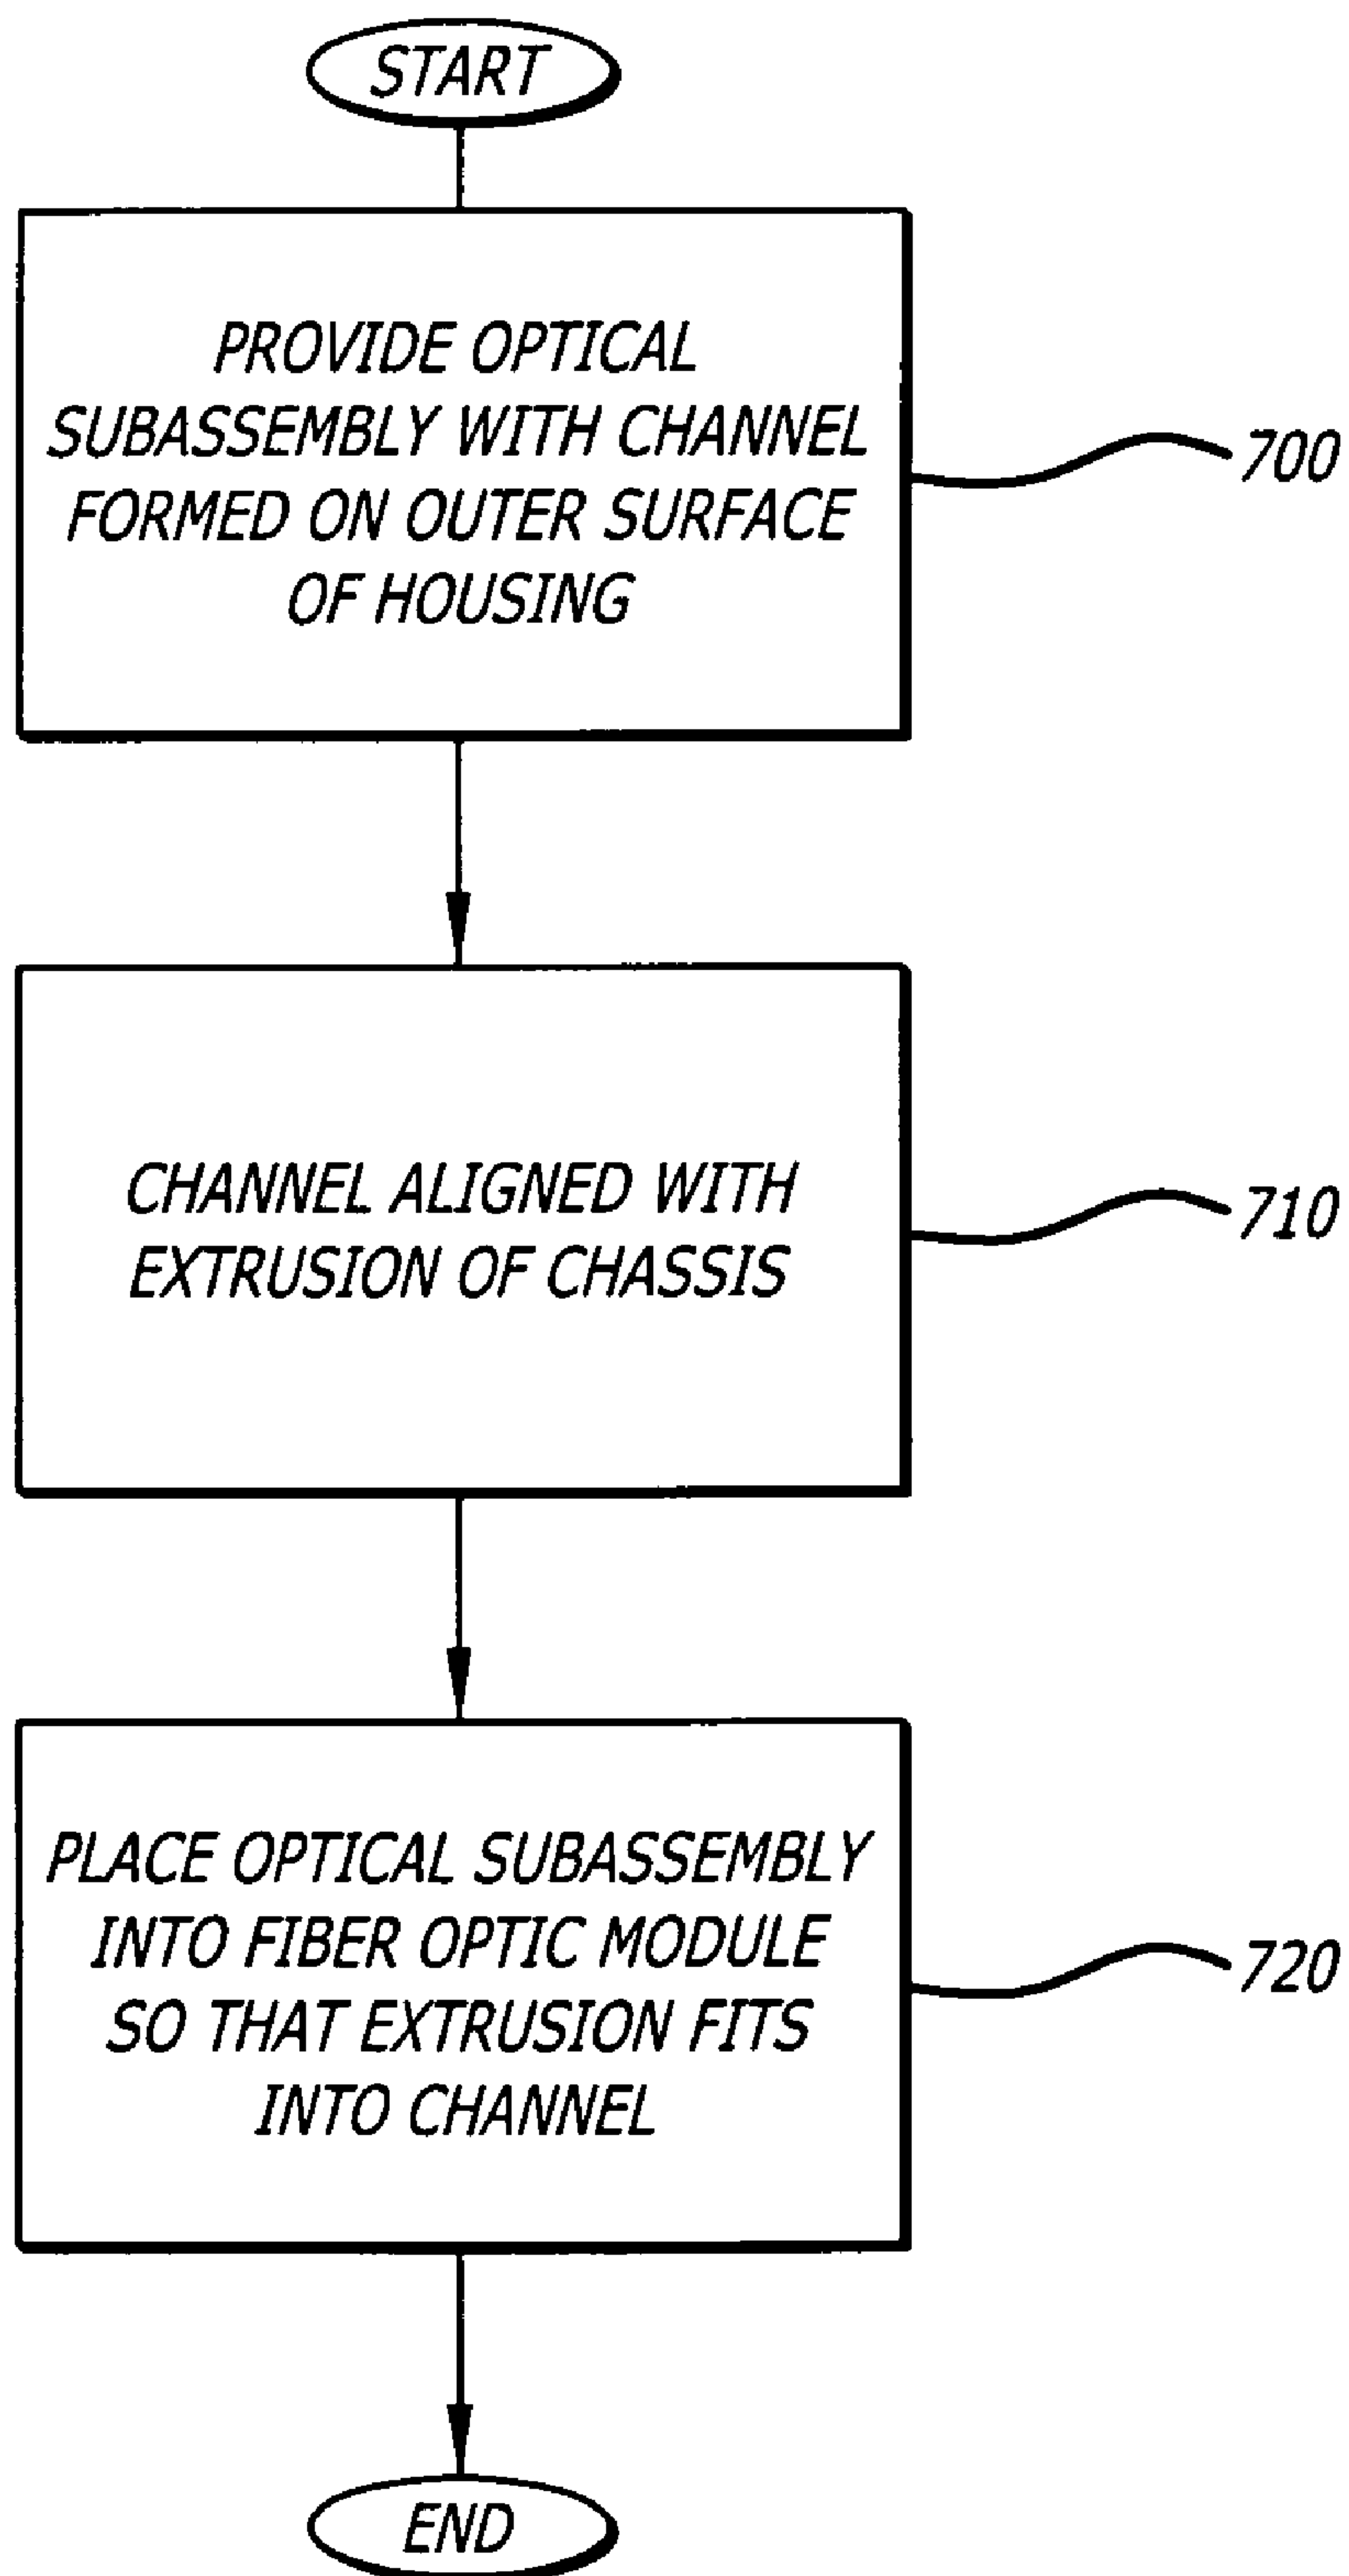 START
PROVIDE OPTICAL
SUBASSEMBLY WITH CHANNEL
FORMED ON OUTER SURFACE
OF HOUSING
700
CHANNEL ALIGNED WITH
EXTRUSION OF CHASSIS
710
PLACE OPTICAL SUBASSEMBLY
INTO FIBER OPTIC MODULE
SO THAT EXTRUSION FITS
INTO CHANNEL
720
END